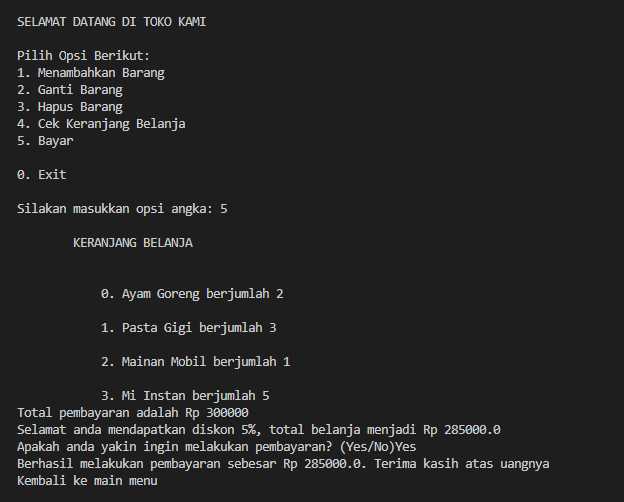 SELAMAT DATANG DI TOKO KAMI
Pilih Opsi Berikut:
1. Menambahkan Barang
2. Ganti Barang
3. Hapus Barang
4. Cek Keranjang Belanja
5. Bayar
0. Exit
Silakan masukkan opsi angka: 5
KERANJANG BELANJA
0. Ayam Goreng berjumlah 2
1. Pasta Gigi berjumlah 3
2. Mainan Mobil berjumlah 1
3. Mi Instan berjumlah 5
Total pembayaran adalah Rp 300000
Selamat anda mendapatkan diskon 5%, total belanja menjadi Rp 285000.0
Apakah anda yakin ingin melakukan pembayaran? (Yes/No)Yes
Berhasil melakukan pembayaran sebesar Rp 285000.0. Terima kasih atas uangnya
Kembali ke main menu